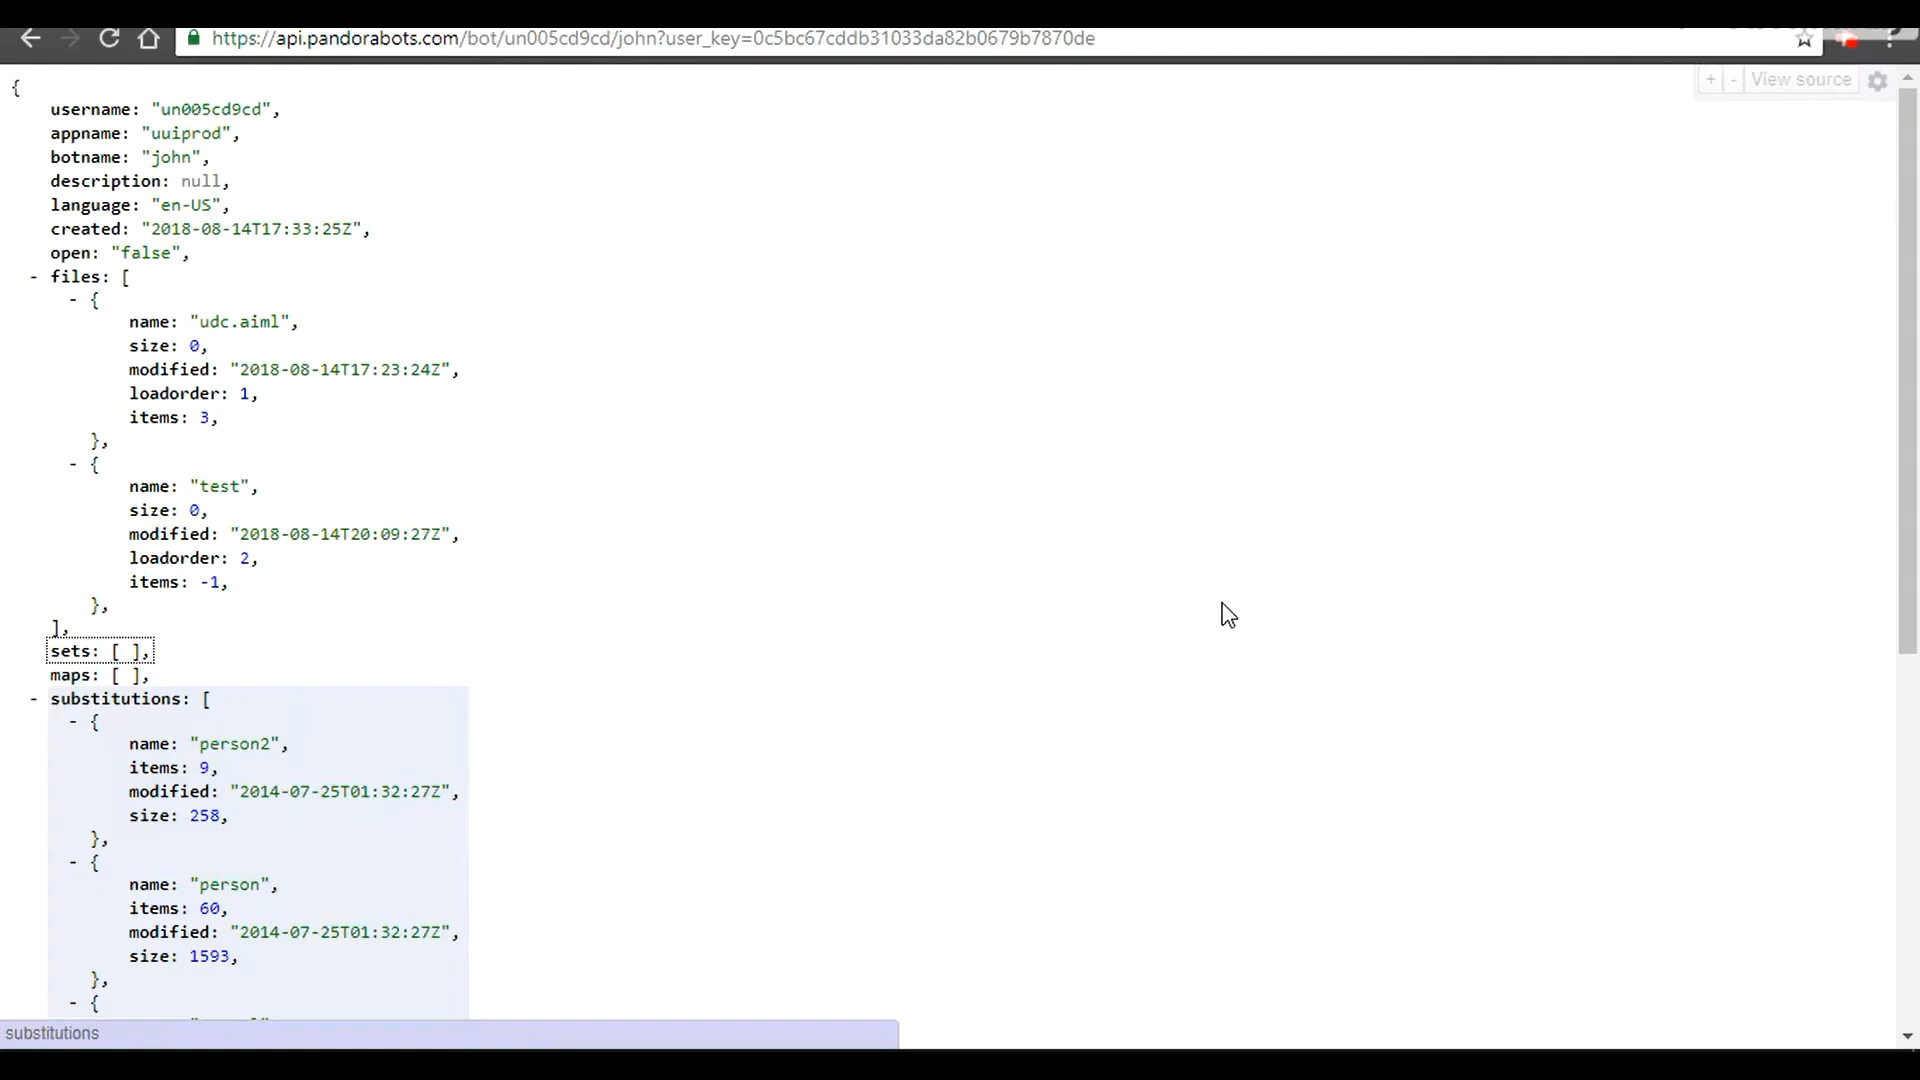 https://api.pandorabots.com/bot/un005cd9cd/john?user_key=0c5bc67cddb31033da82b0679b7870de
+ - View source
{
username: "un005cd9cd",
appname: "uuiprod",
botname: "john",
description: null,
language: "en-US",
created: "2018-08-14T17:33:25Z",
open: "false",
- files: [
- {
name: "udc.aiml",
size: 0,
modified: "2018-08-14T17:23:24Z",
loadorder: 1,
items: 3,
},
- {
name: "test",
size: 0,
modified: "2018-08-14T20:09:27Z",
loadorder: 2,
items: -1,
},
],
sets: [ ],
maps: [ ],
- substitutions: [
- {
name: "person2",
items: 9,
modified: "2014-07-25T01:32:27Z",
size: 258,
},
- {
name: "person",
items: 60,
modified: "2014-07-25T01:32:27Z",
size: 1593,
},
- {
substitutions